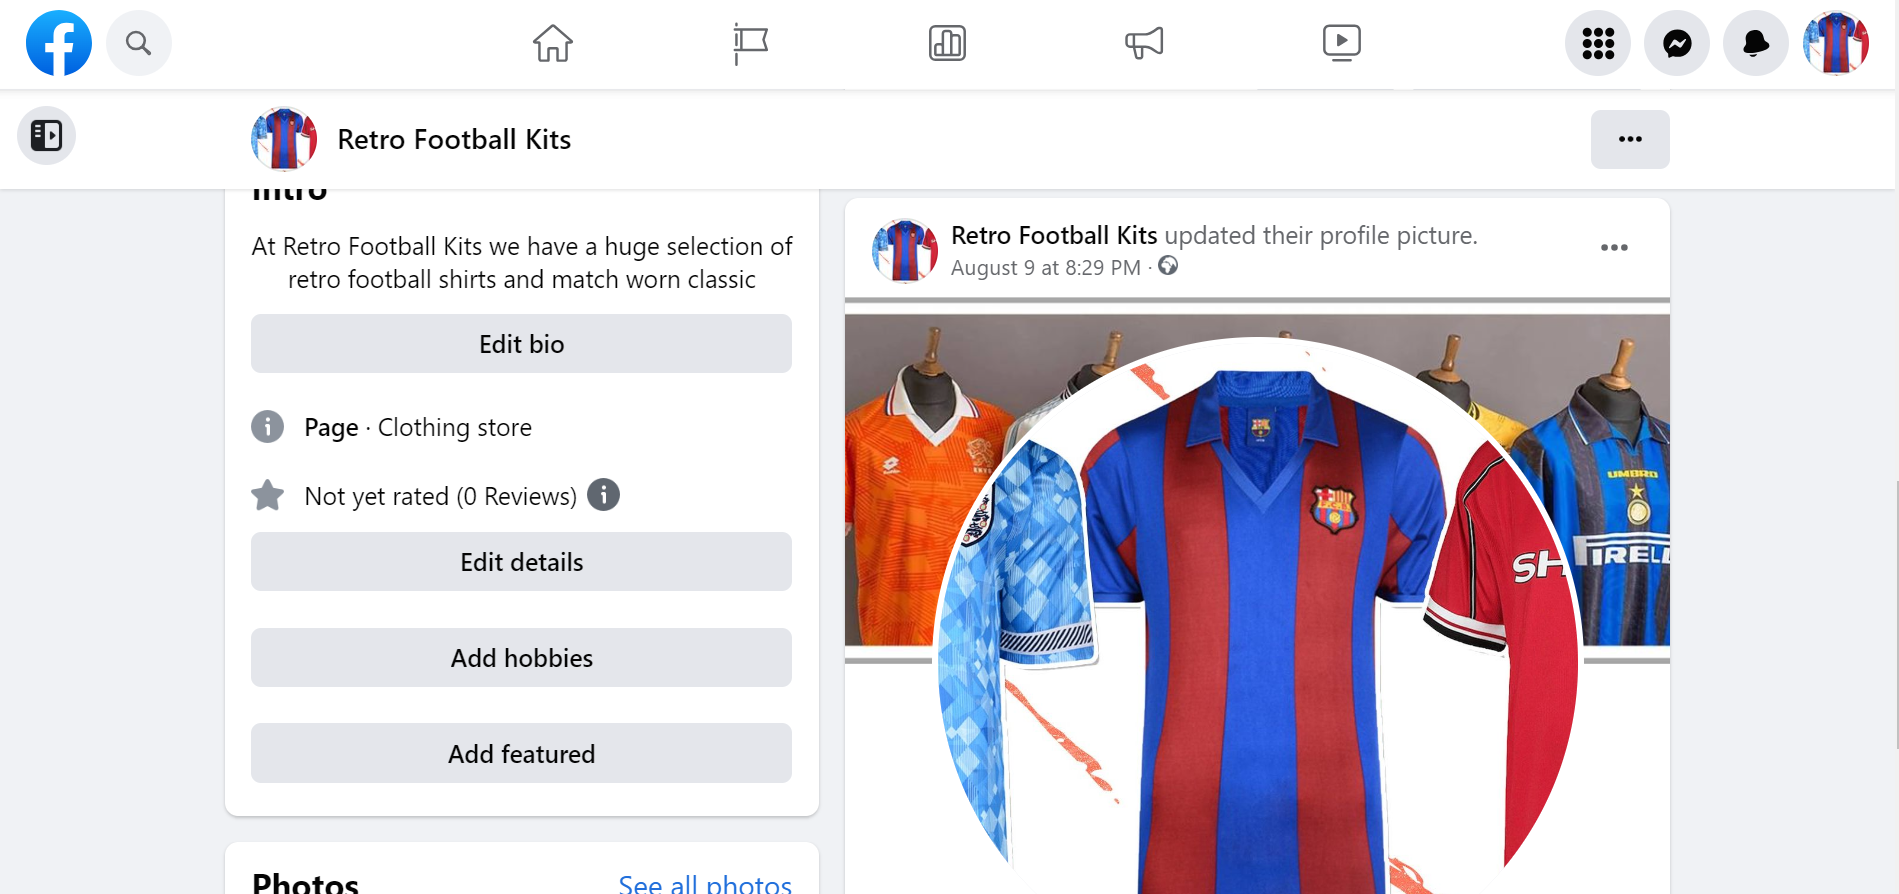 Retro Football Kits
Intro
At Retro Football Kits we have a huge selection of
retro football shirts and match worn classic
Edit bio
Page · Clothing store
Not yet rated (0 Reviews)
Edit details
Add hobbies
Add featured
Photos
See all photos
Retro Football Kits updated their profile picture.
August 9 at 8:29 PM ·
UMBRO
IRELL
SH